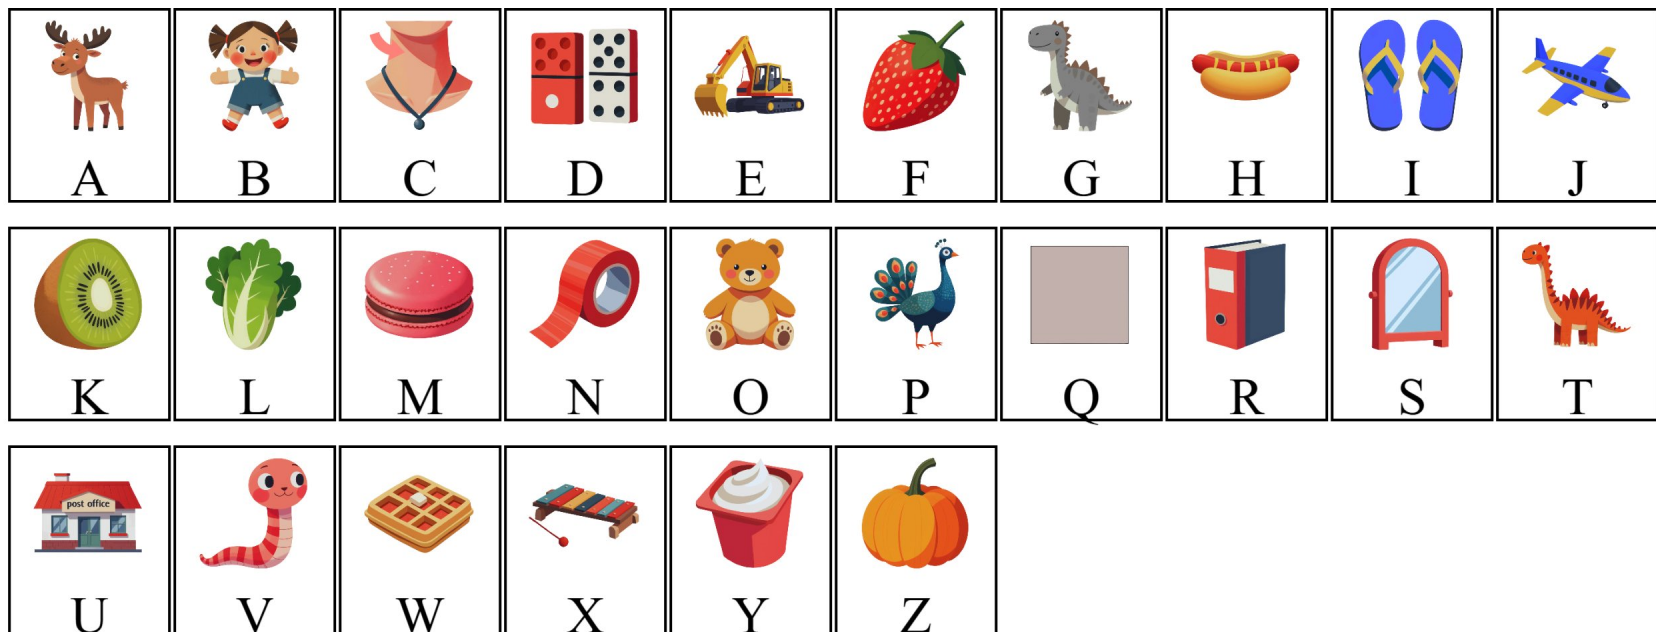 A B C D E F G H I J
K L M N O P Q R S T
post office
U V W X Y Z